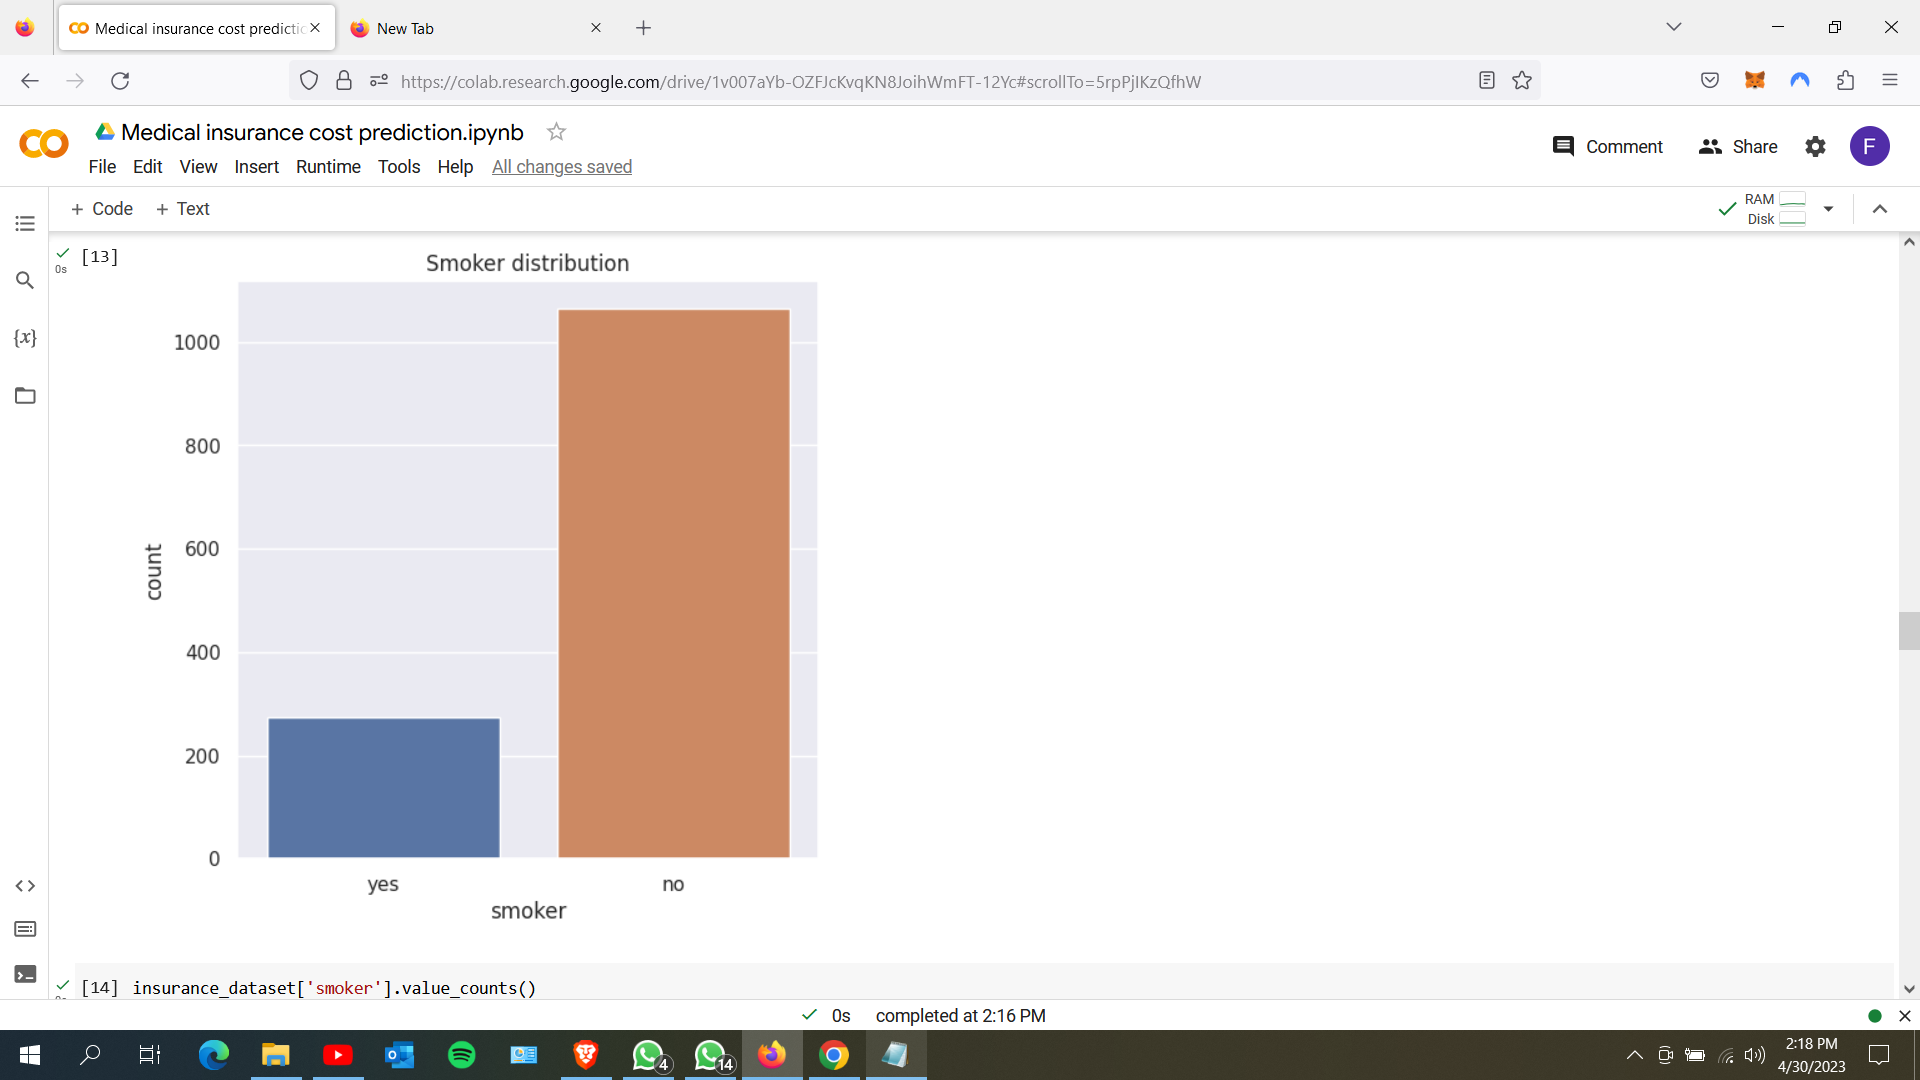 Medical insurance cost predictic
New Tab
https://colab.research.google.com/drive/1v007aYb-OZFJcKvqKN8JoihWmFT-12Yc#scrollTo=5rpPjIKzQfhW
Medical insurance cost prediction.ipynb
Comment
Share
F
File Edit View Insert Runtime Tools Help All changes saved
+ Code + Text
RAM
Disk
{x}
0s
[13]
Smoker distribution
1000
800
600
400
200
0
count
yes no
smoker
[14] insurance_dataset['smoker'].value_counts()
0s completed at 2:16 PM
4
14
2:18 PM
4/30/2023